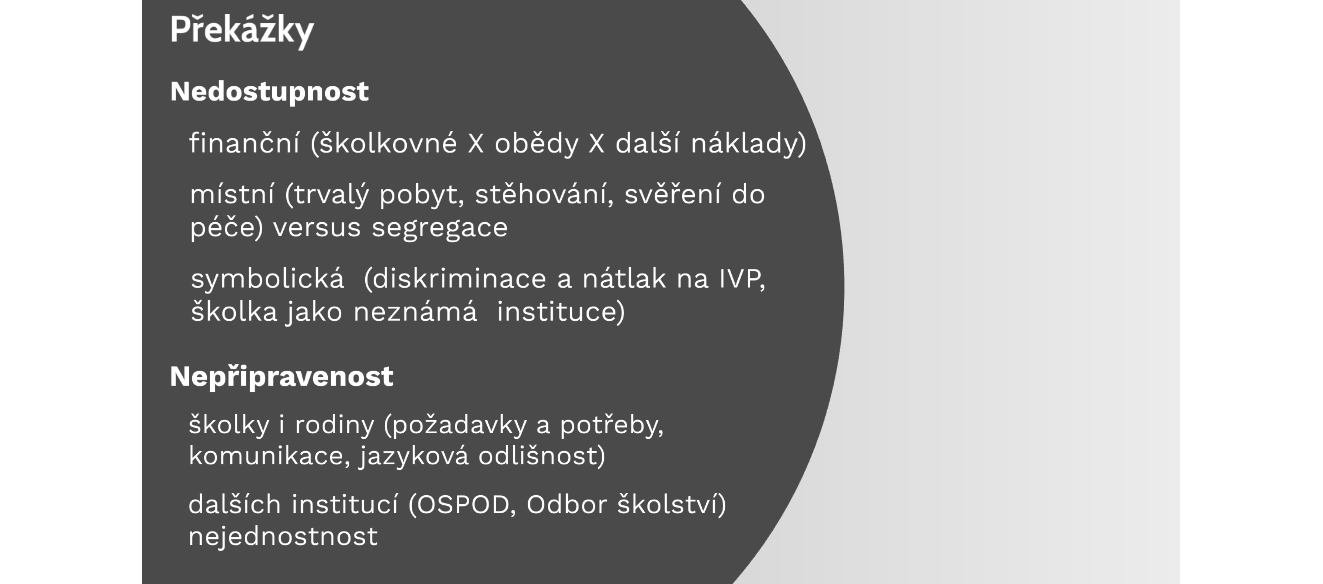 Překážky
Nedostupnost
finanční (školkovné X obědy X další náklady)
místní (trvalý pobyt, stěhování, svěření do
péče) versus segregace
symbolická  (diskriminace a nátlak na IVP,
školka jako neznámá  instituce)
Nepřipravenost
školky i rodiny (požadavky a potřeby,
komunikace, jazyková odlišnost)
dalších institucí (OSPOD, Odbor školství)
nejednostnost